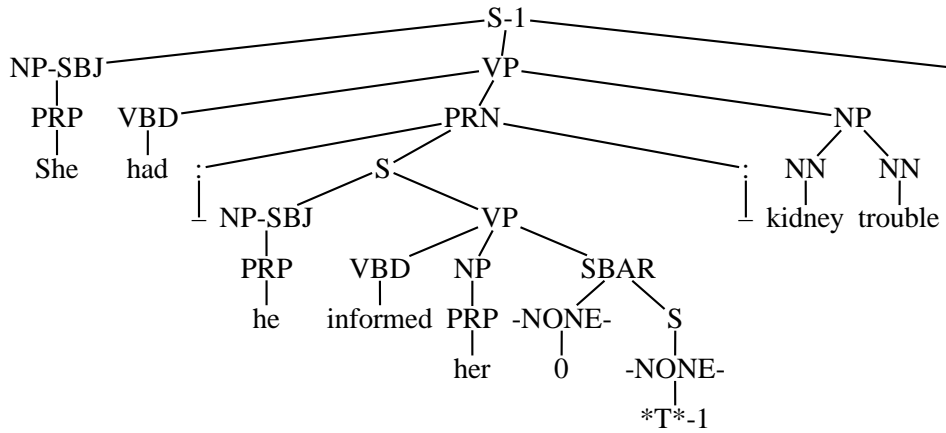 S-1
NP-SBJ VP
PRP VBD PRN NP
She had : S : NN NN
– NP-SBJ VP – kidney trouble
PRP VBD NP SBAR
he informed PRP -NONE- S
her 0 -NONE-
*T*-1